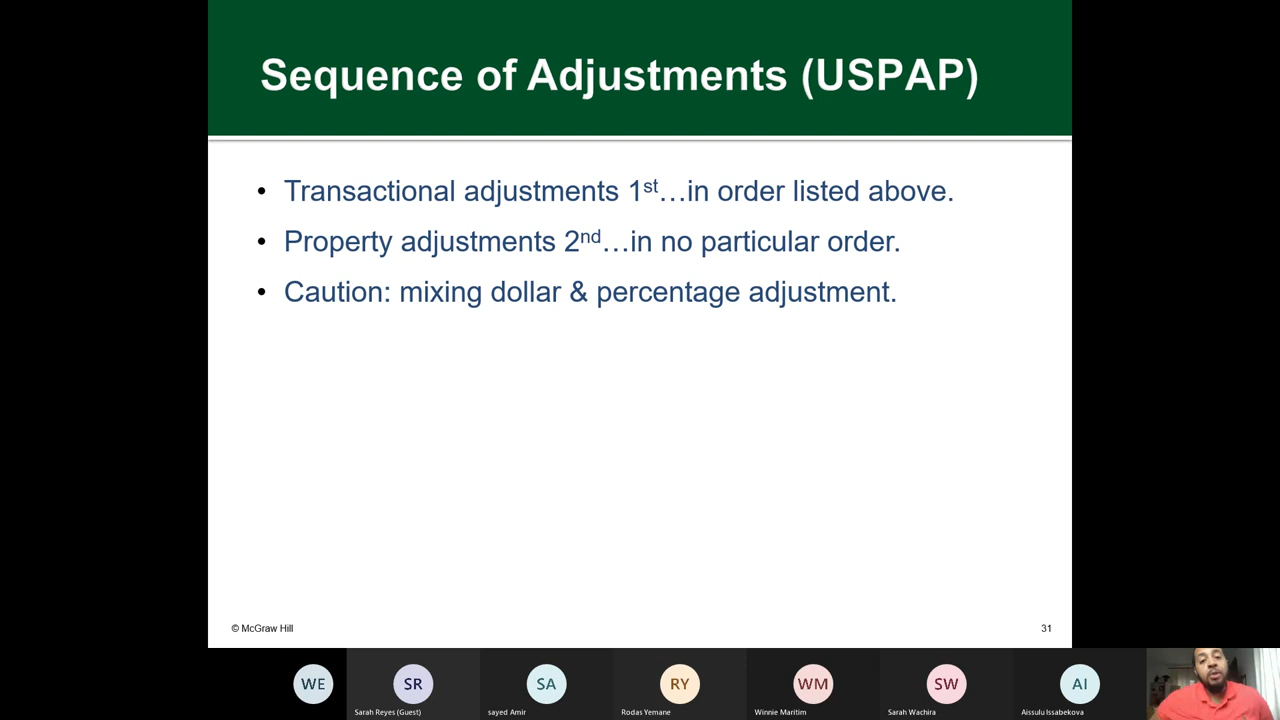 Sequence of Adjustments (USPAP)
• Transactional adjustments 1st…in order listed above.
• Property adjustments 2nd…in no particular order.
• Caution: mixing dollar & percentage adjustment.
© McGraw Hill
31
WE
SR
SA
RY
WM
SW
AI
Sarah Reyes (Guest)
sayed Amir
Rodas Yemane
Winnie Maritim
Sarah Wachira
Aissulu Issabekova